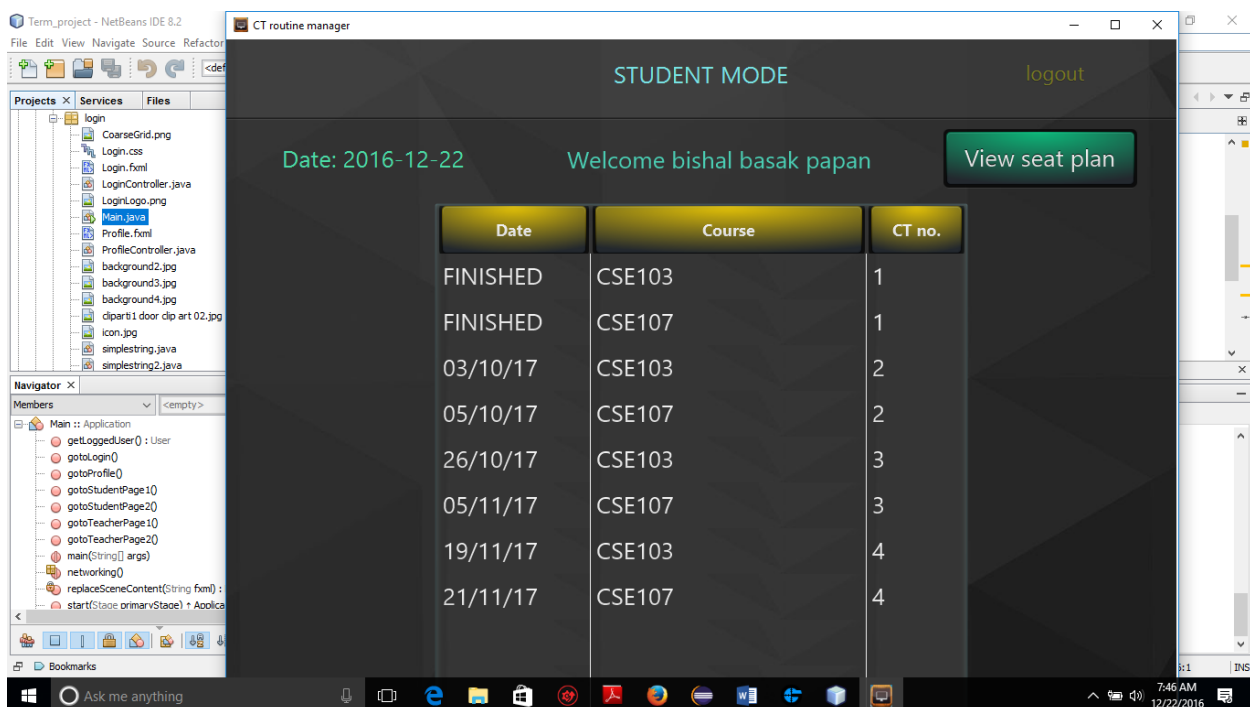 Term_project - NetBeans IDE 8.2
File Edit View Navigate Source Refactor
<def
Projects Services Files
login
CoarseGrid.png
Login.css
Login.fxml
LoginController.java
LoginLogo.png
Main.java
Profile.fxml
ProfileController.java
background2.jpg
background3.jpg
background4.jpg
cliparti1 door clip art 02.jpg
icon.jpg
simplestring.java
simplestring2.java
Navigator
Members <empty>
Main :: Application
getLoggedUser() : User
gotoLogin()
gotoProfile()
gotoStudentPage1()
gotoStudentPage2()
gotoTeacherPage1()
gotoTeacherPage2()
main(String[] args)
networking()
replaceSceneContent(String fxml) :
start(Stage primaryStage) ↑ Applica
Bookmarks
CT routine manager
STUDENT MODE logout
Date: 2016-12-22 Welcome bishal basak papan View seat plan
Date Course CT no.
FINISHED CSE103 1
FINISHED CSE107 1
03/10/17 CSE103 2
05/10/17 CSE107 2
26/10/17 CSE103 3
05/11/17 CSE107 3
19/11/17 CSE103 4
21/11/17 CSE107 4
5:1 INS
Ask me anything
7:46 AM
12/22/2016